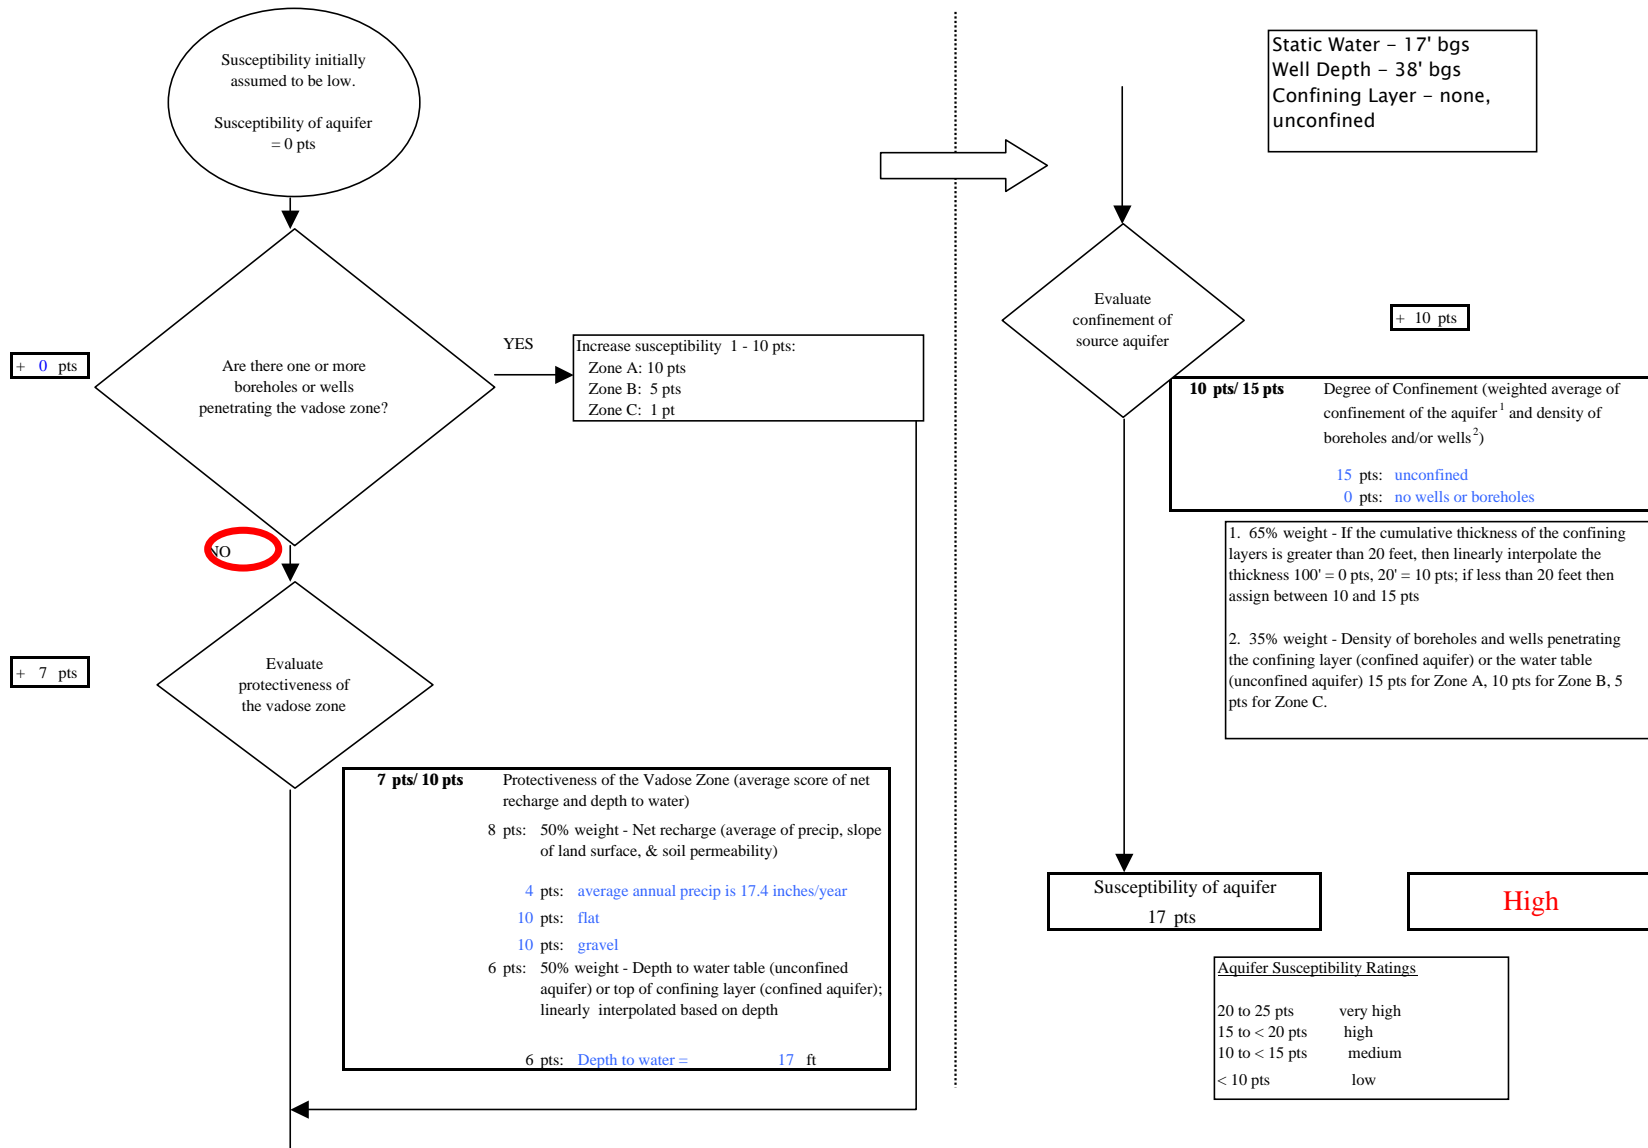 Susceptibility initially
assumed to be low.
Susceptibility of aquifer
= 0 pts
+ 0 pts
Are there one or more
boreholes or wells
penetrating the vadose zone?
YES
Increase susceptibility 1 - 10 pts:
Zone A: 10 pts
Zone B: 5 pts
Zone C: 1 pt
NO
+ 7 pts
Evaluate
protectiveness of
the vadose zone
7 pts/ 10 pts Protectiveness of the Vadose Zone (average score of net
recharge and depth to water)
8 pts: 50% weight - Net recharge (average of precip, slope
of land surface, & soil permeability)
4 pts: average annual precip is 17.4 inches/year
10 pts: flat
10 pts: gravel
6 pts: 50% weight - Depth to water table (unconfined
aquifer) or top of confining layer (confined aquifer);
linearly interpolated based on depth
6 pts: Depth to water = 17 ft
Static Water – 17' bgs
Well Depth – 38' bgs
Confining Layer – none,
unconfined
Evaluate
confinement of
source aquifer
+ 10 pts
10 pts/ 15 pts Degree of Confinement (weighted average of
confinement of the aquifer¹ and density of
boreholes and/or wells²)
15 pts: unconfined
0 pts: no wells or boreholes
1. 65% weight - If the cumulative thickness of the confining
layers is greater than 20 feet, then linearly interpolate the
thickness 100' = 0 pts, 20' = 10 pts; if less than 20 feet then
assign between 10 and 15 pts
2. 35% weight - Density of boreholes and wells penetrating
the confining layer (confined aquifer) or the water table
(unconfined aquifer) 15 pts for Zone A, 10 pts for Zone B, 5
pts for Zone C.
Susceptibility of aquifer
17 pts
High
Aquifer Susceptibility Ratings
20 to 25 pts very high
15 to < 20 pts high
10 to < 15 pts medium
< 10 pts low